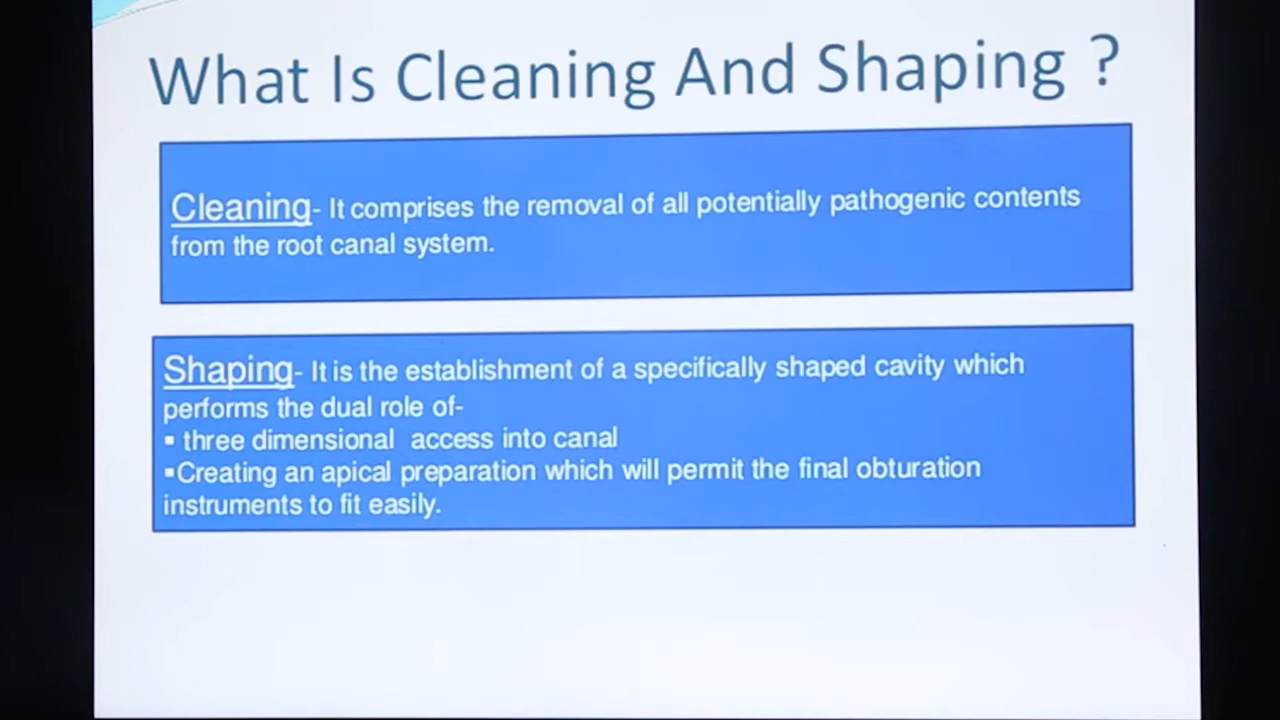 What Is Cleaning And Shaping ?
Cleaning- It comprises the removal of all potentially pathogenic contents
from the root canal system.
Shaping- It is the establishment of a specifically shaped cavity which
performs the dual role of-
▪ three dimensional access into canal
▪Creating an apical preparation which will permit the final obturation
instruments to fit easily.